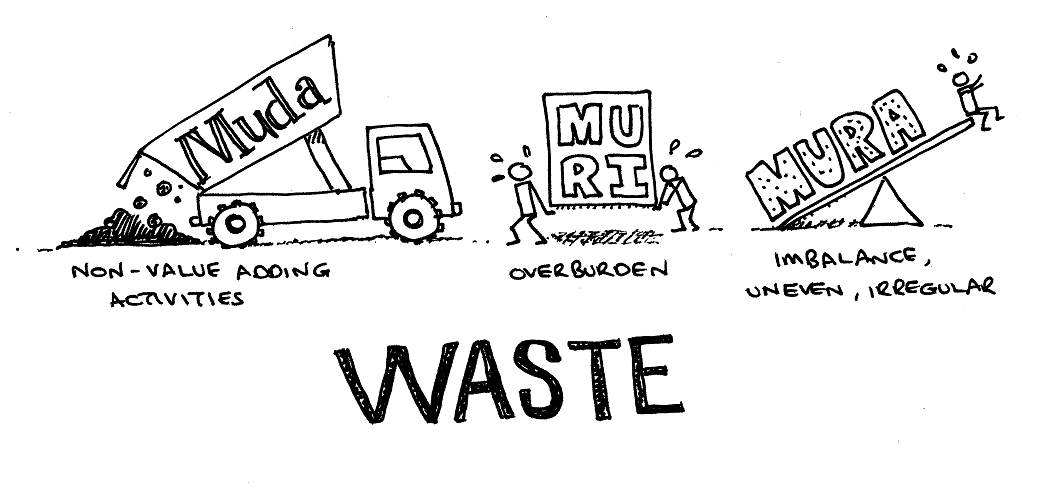 Muda
MU
RI
MURA
NON-VALUE ADDING
ACTIVITIES
OVERBURDEN
IMBALANCE,
UNEVEN, IRREGULAR
WASTE